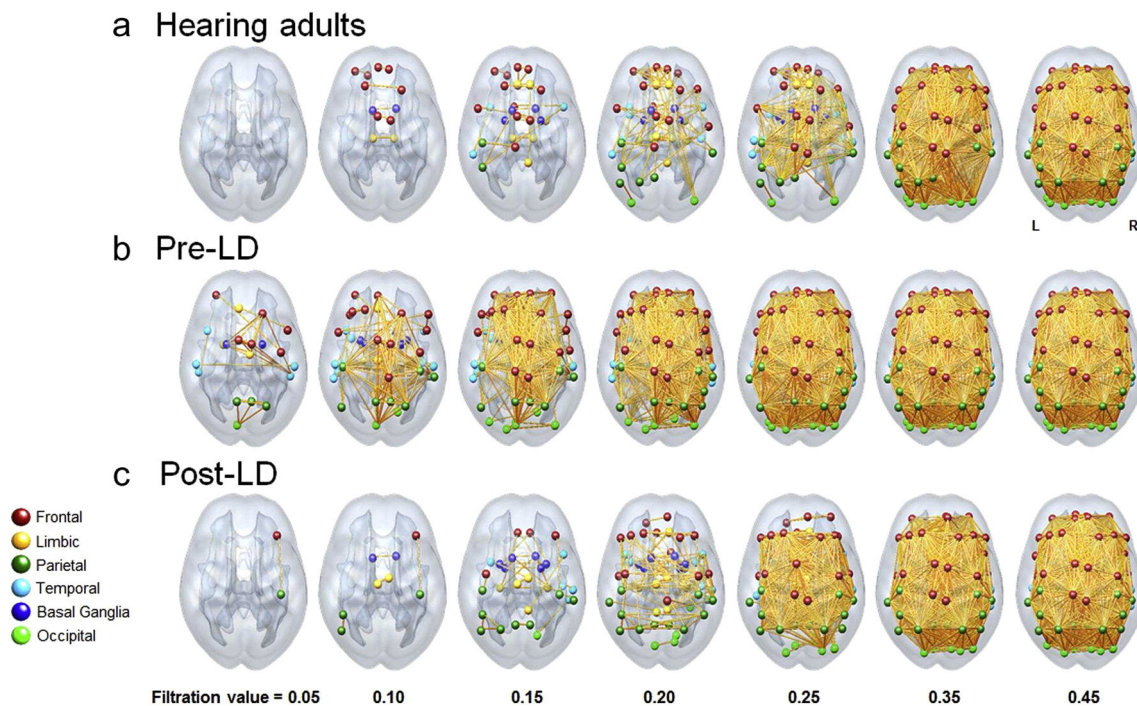 a Hearing adults
L R
b Pre-LD
c Post-LD
Frontal
Limbic
Parietal
Temporal
Basal Ganglia
Occipital
Filtration value = 0.05 0.10 0.15 0.20 0.25 0.35 0.45